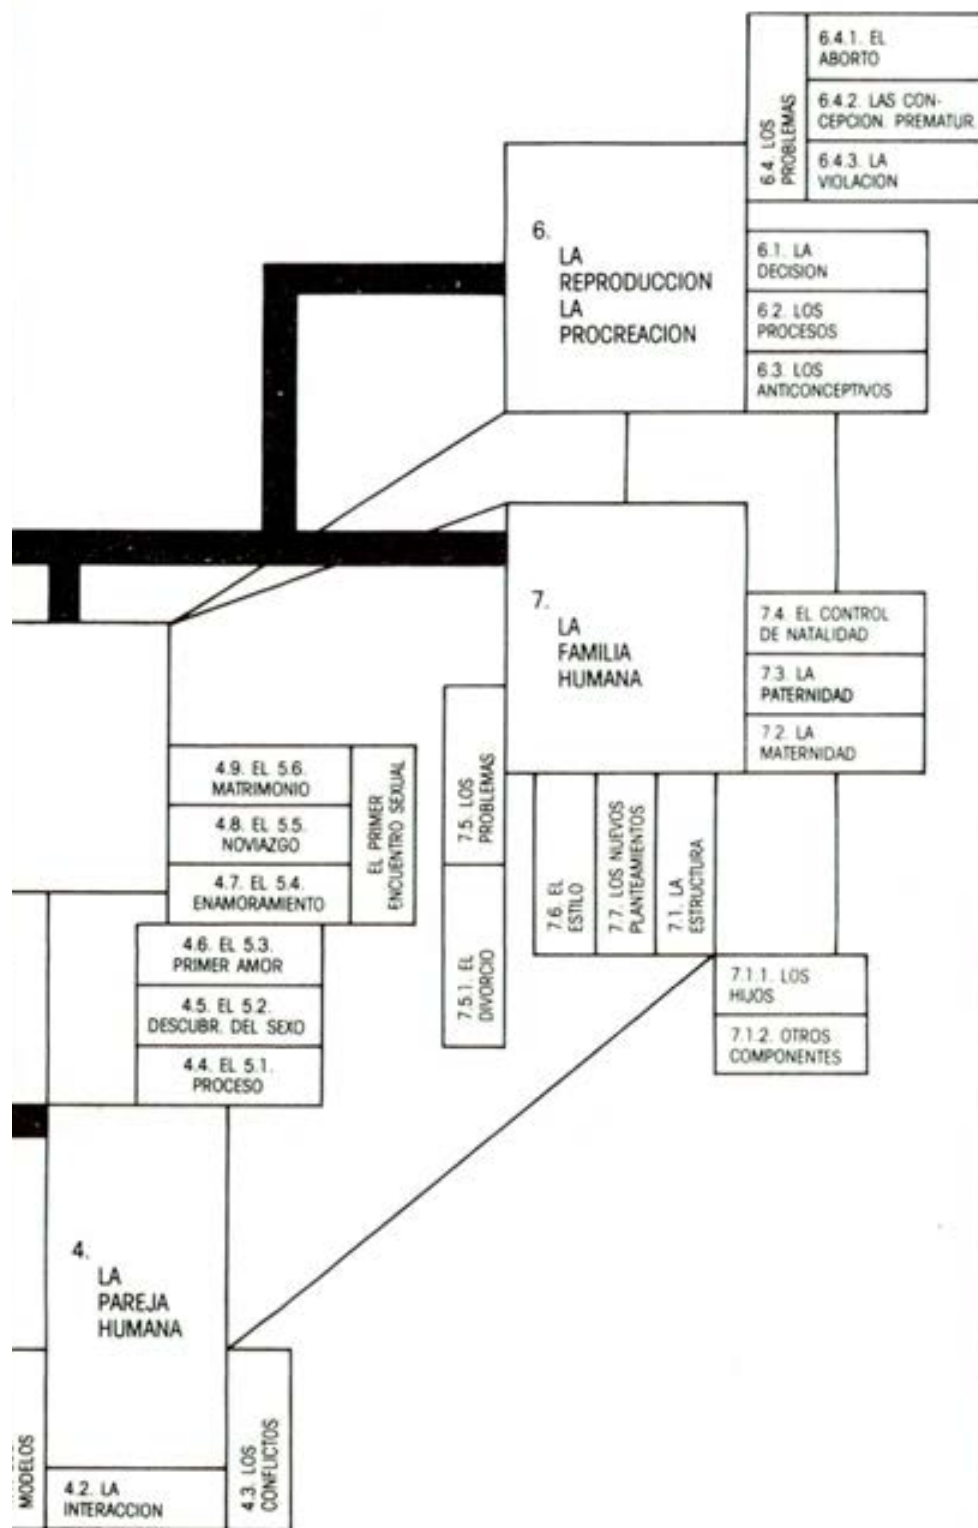 6.4. LOS
PROBLEMAS
6.4.1. EL
ABORTO
6.4.2. LAS CON-
CEPCION. PREMATUR
6.4.3. LA
VIOLACION
6.
LA
REPRODUCCION
LA
PROCREACION
6.1. LA
DECISION
6.2. LOS
PROCESOS
6.3. LOS
ANTICONCEPTIVOS
7.
LA
FAMILIA
HUMANA
7.4. EL CONTROL
DE NATALIDAD
7.3. LA
PATERNIDAD
7.2. LA
MATERNIDAD
7.5. LOS
PROBLEMAS
7.5.1. EL
DIVORCIO
7.6. EL
ESTILO
7.7. LOS NUEVOS
PLANTEAMIENTOS
7.1. LA
ESTRUCTURA
7.1.1. LOS
HIJOS
7.1.2. OTROS
COMPONENTES
4.9. EL 5.6.
MATRIMONIO
4.8. EL 5.5.
NOVIAZGO
4.7. EL 5.4.
ENAMORAMIENTO
EL PRIMER
ENCUENTRO SEXUAL
4.6. EL 5.3.
PRIMER AMOR
4.5. EL 5.2.
DESCUBR. DEL SEXO
4.4. EL 5.1.
PROCESO
4.
LA
PAREJA
HUMANA
MODELOS
4.2. LA
INTERACCION
4.3. LOS
CONFLICTOS